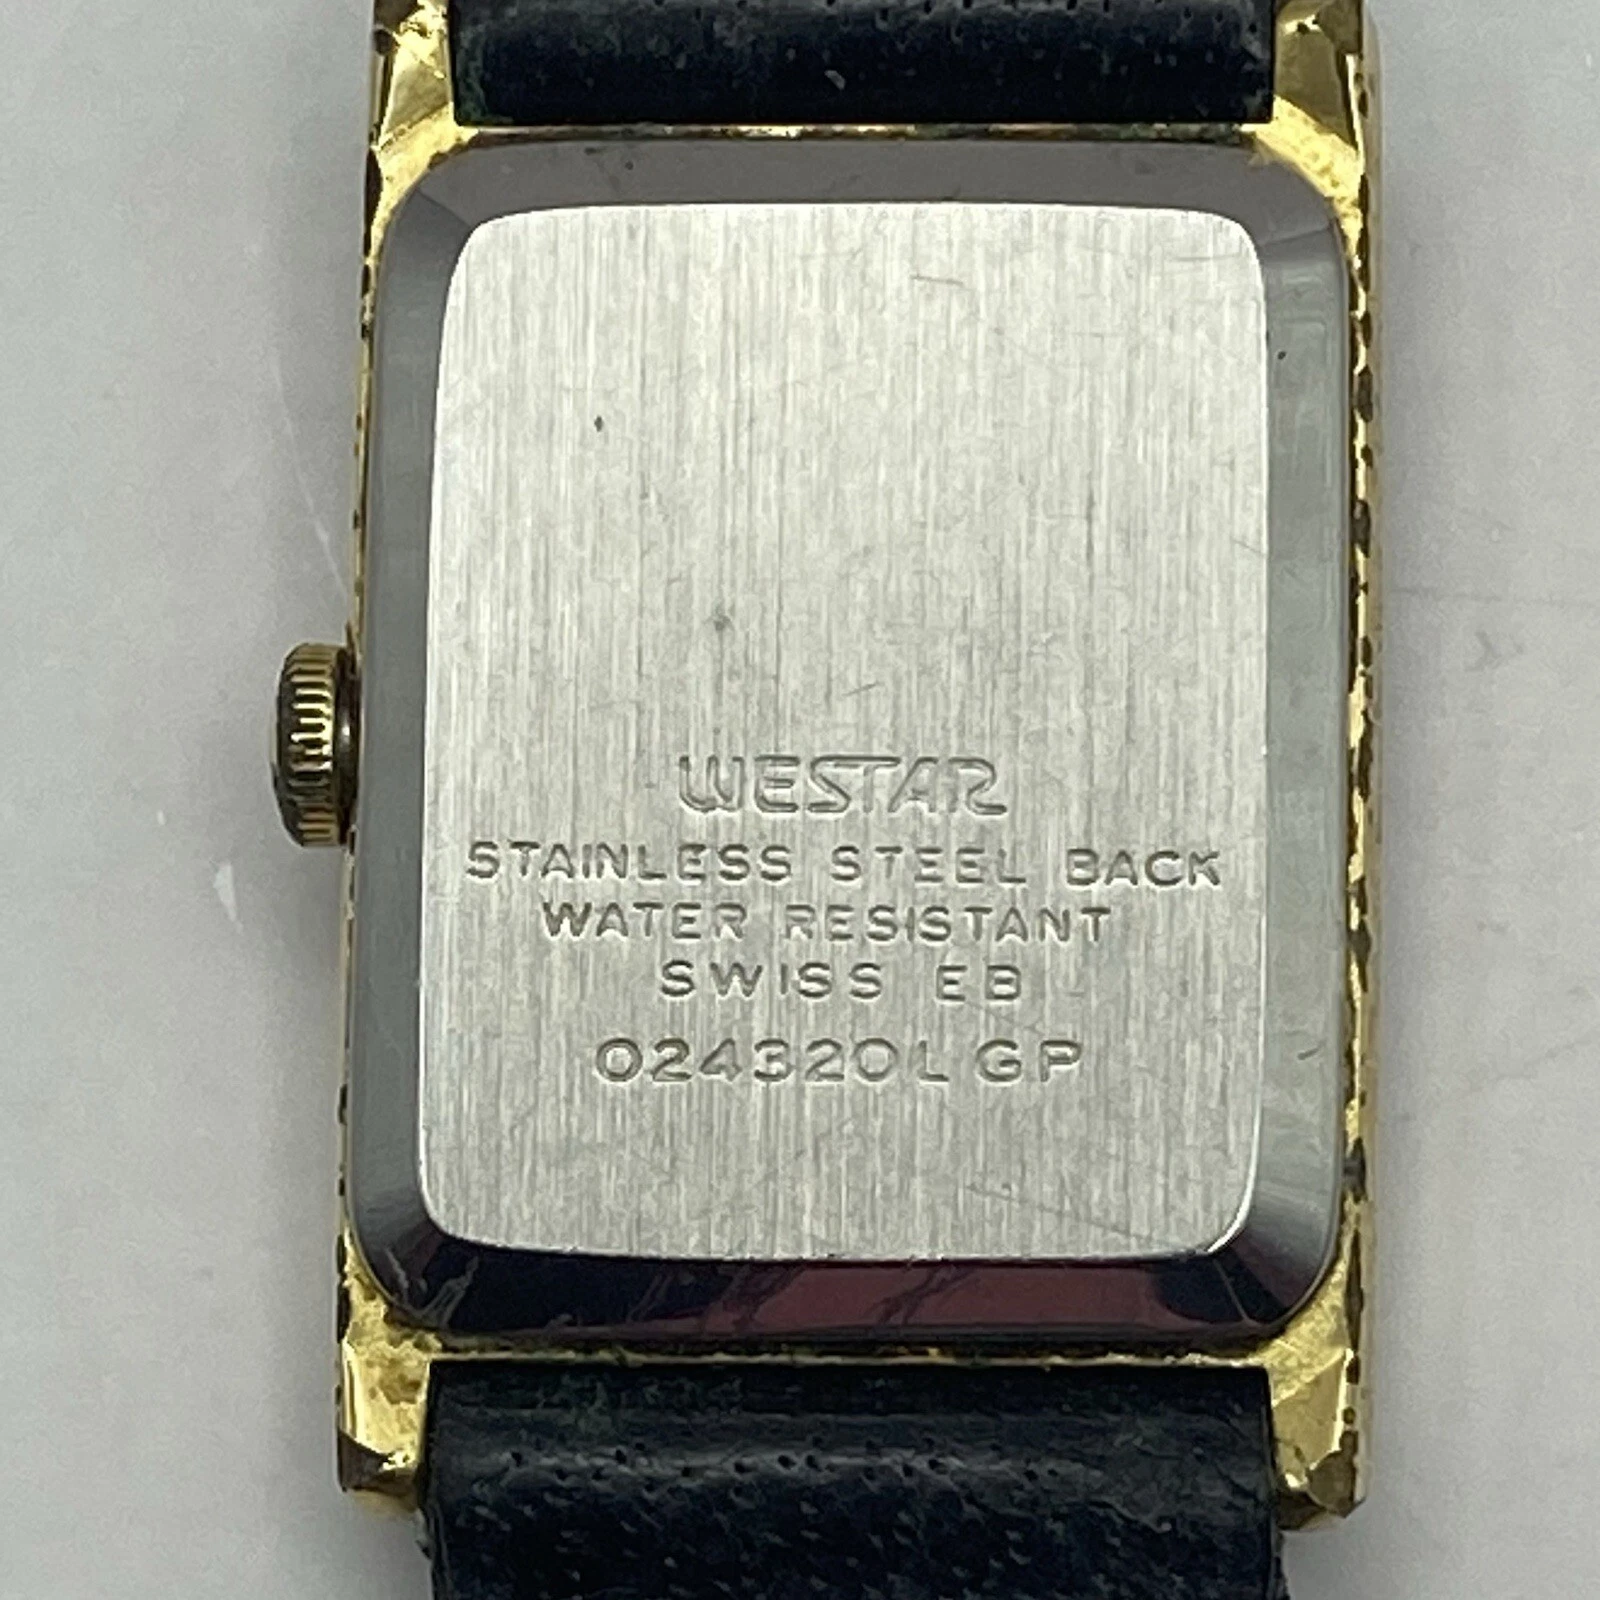 WESTAR
STAINLESS STEEL BACK
WATER RESISTANT
SWISS EB
024320L GP